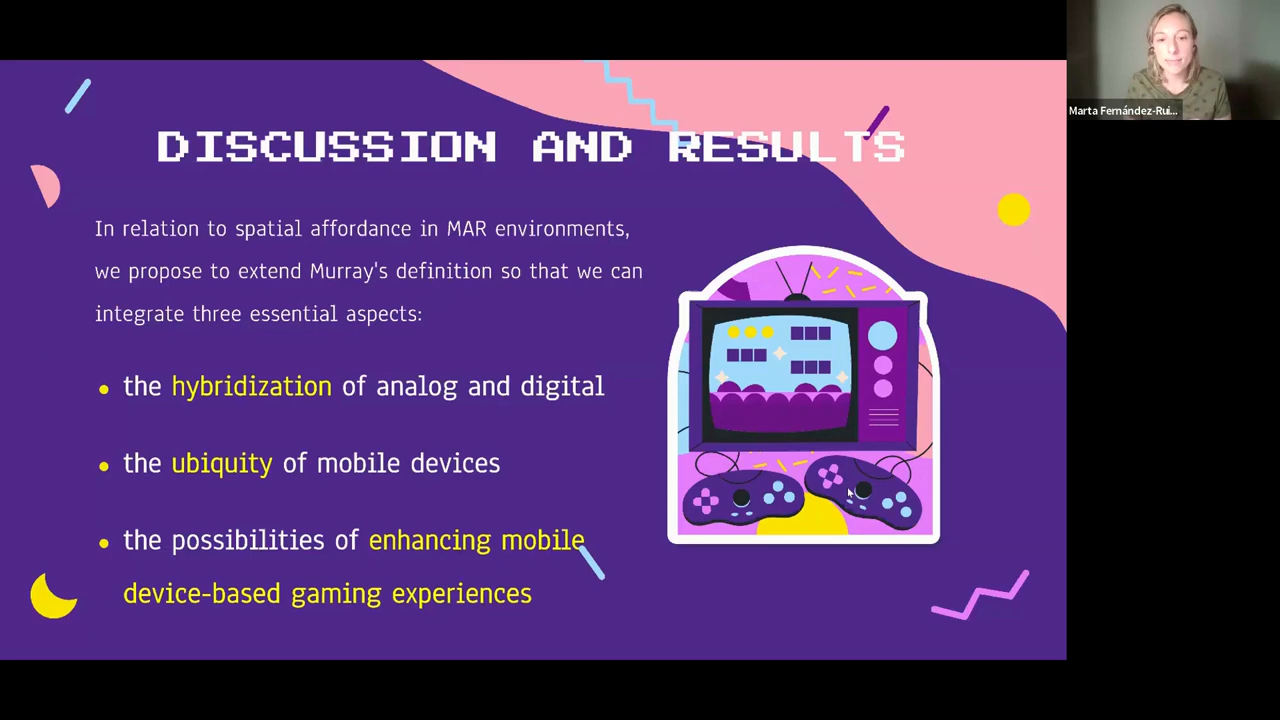 DISCUSSION AND RESULTS
In relation to spatial affordance in MAR environments,
we propose to extend Murray's definition so that we can
integrate three essential aspects:
• the hybridization of analog and digital
• the ubiquity of mobile devices
• the possibilities of enhancing mobile
device-based gaming experiences
Marta Fernández-Rui...